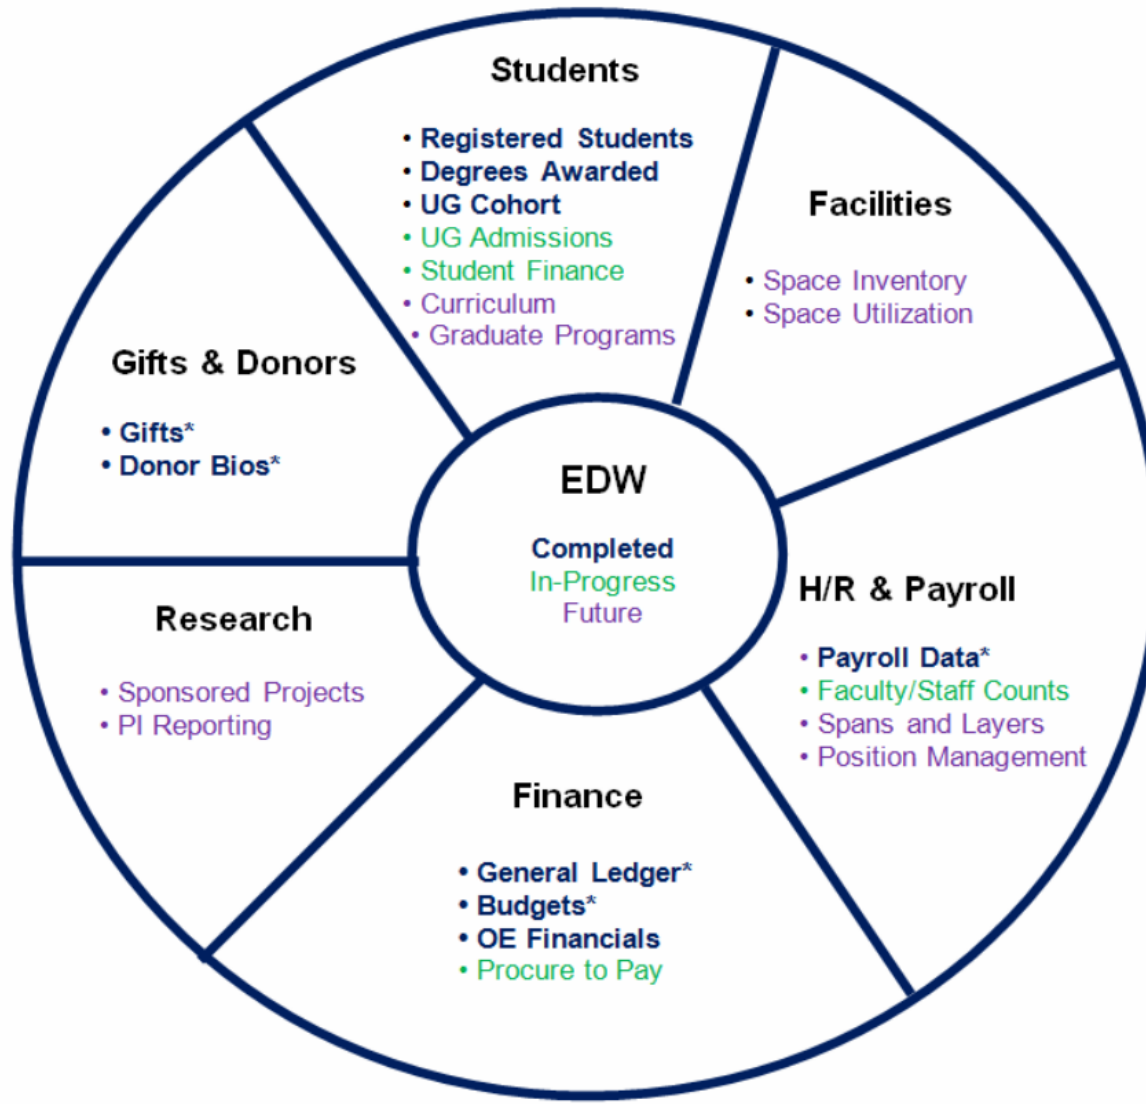 Students
• Registered Students
• Degrees Awarded
• UG Cohort
• UG Admissions
• Student Finance
• Curriculum
• Graduate Programs
Facilities
• Space Inventory
• Space Utilization
Gifts & Donors
• Gifts*
• Donor Bios*
EDW
Completed
In-Progress
Future
H/R & Payroll
• Payroll Data*
• Faculty/Staff Counts
• Spans and Layers
• Position Management
Research
• Sponsored Projects
• PI Reporting
Finance
• General Ledger*
• Budgets*
• OE Financials
• Procure to Pay